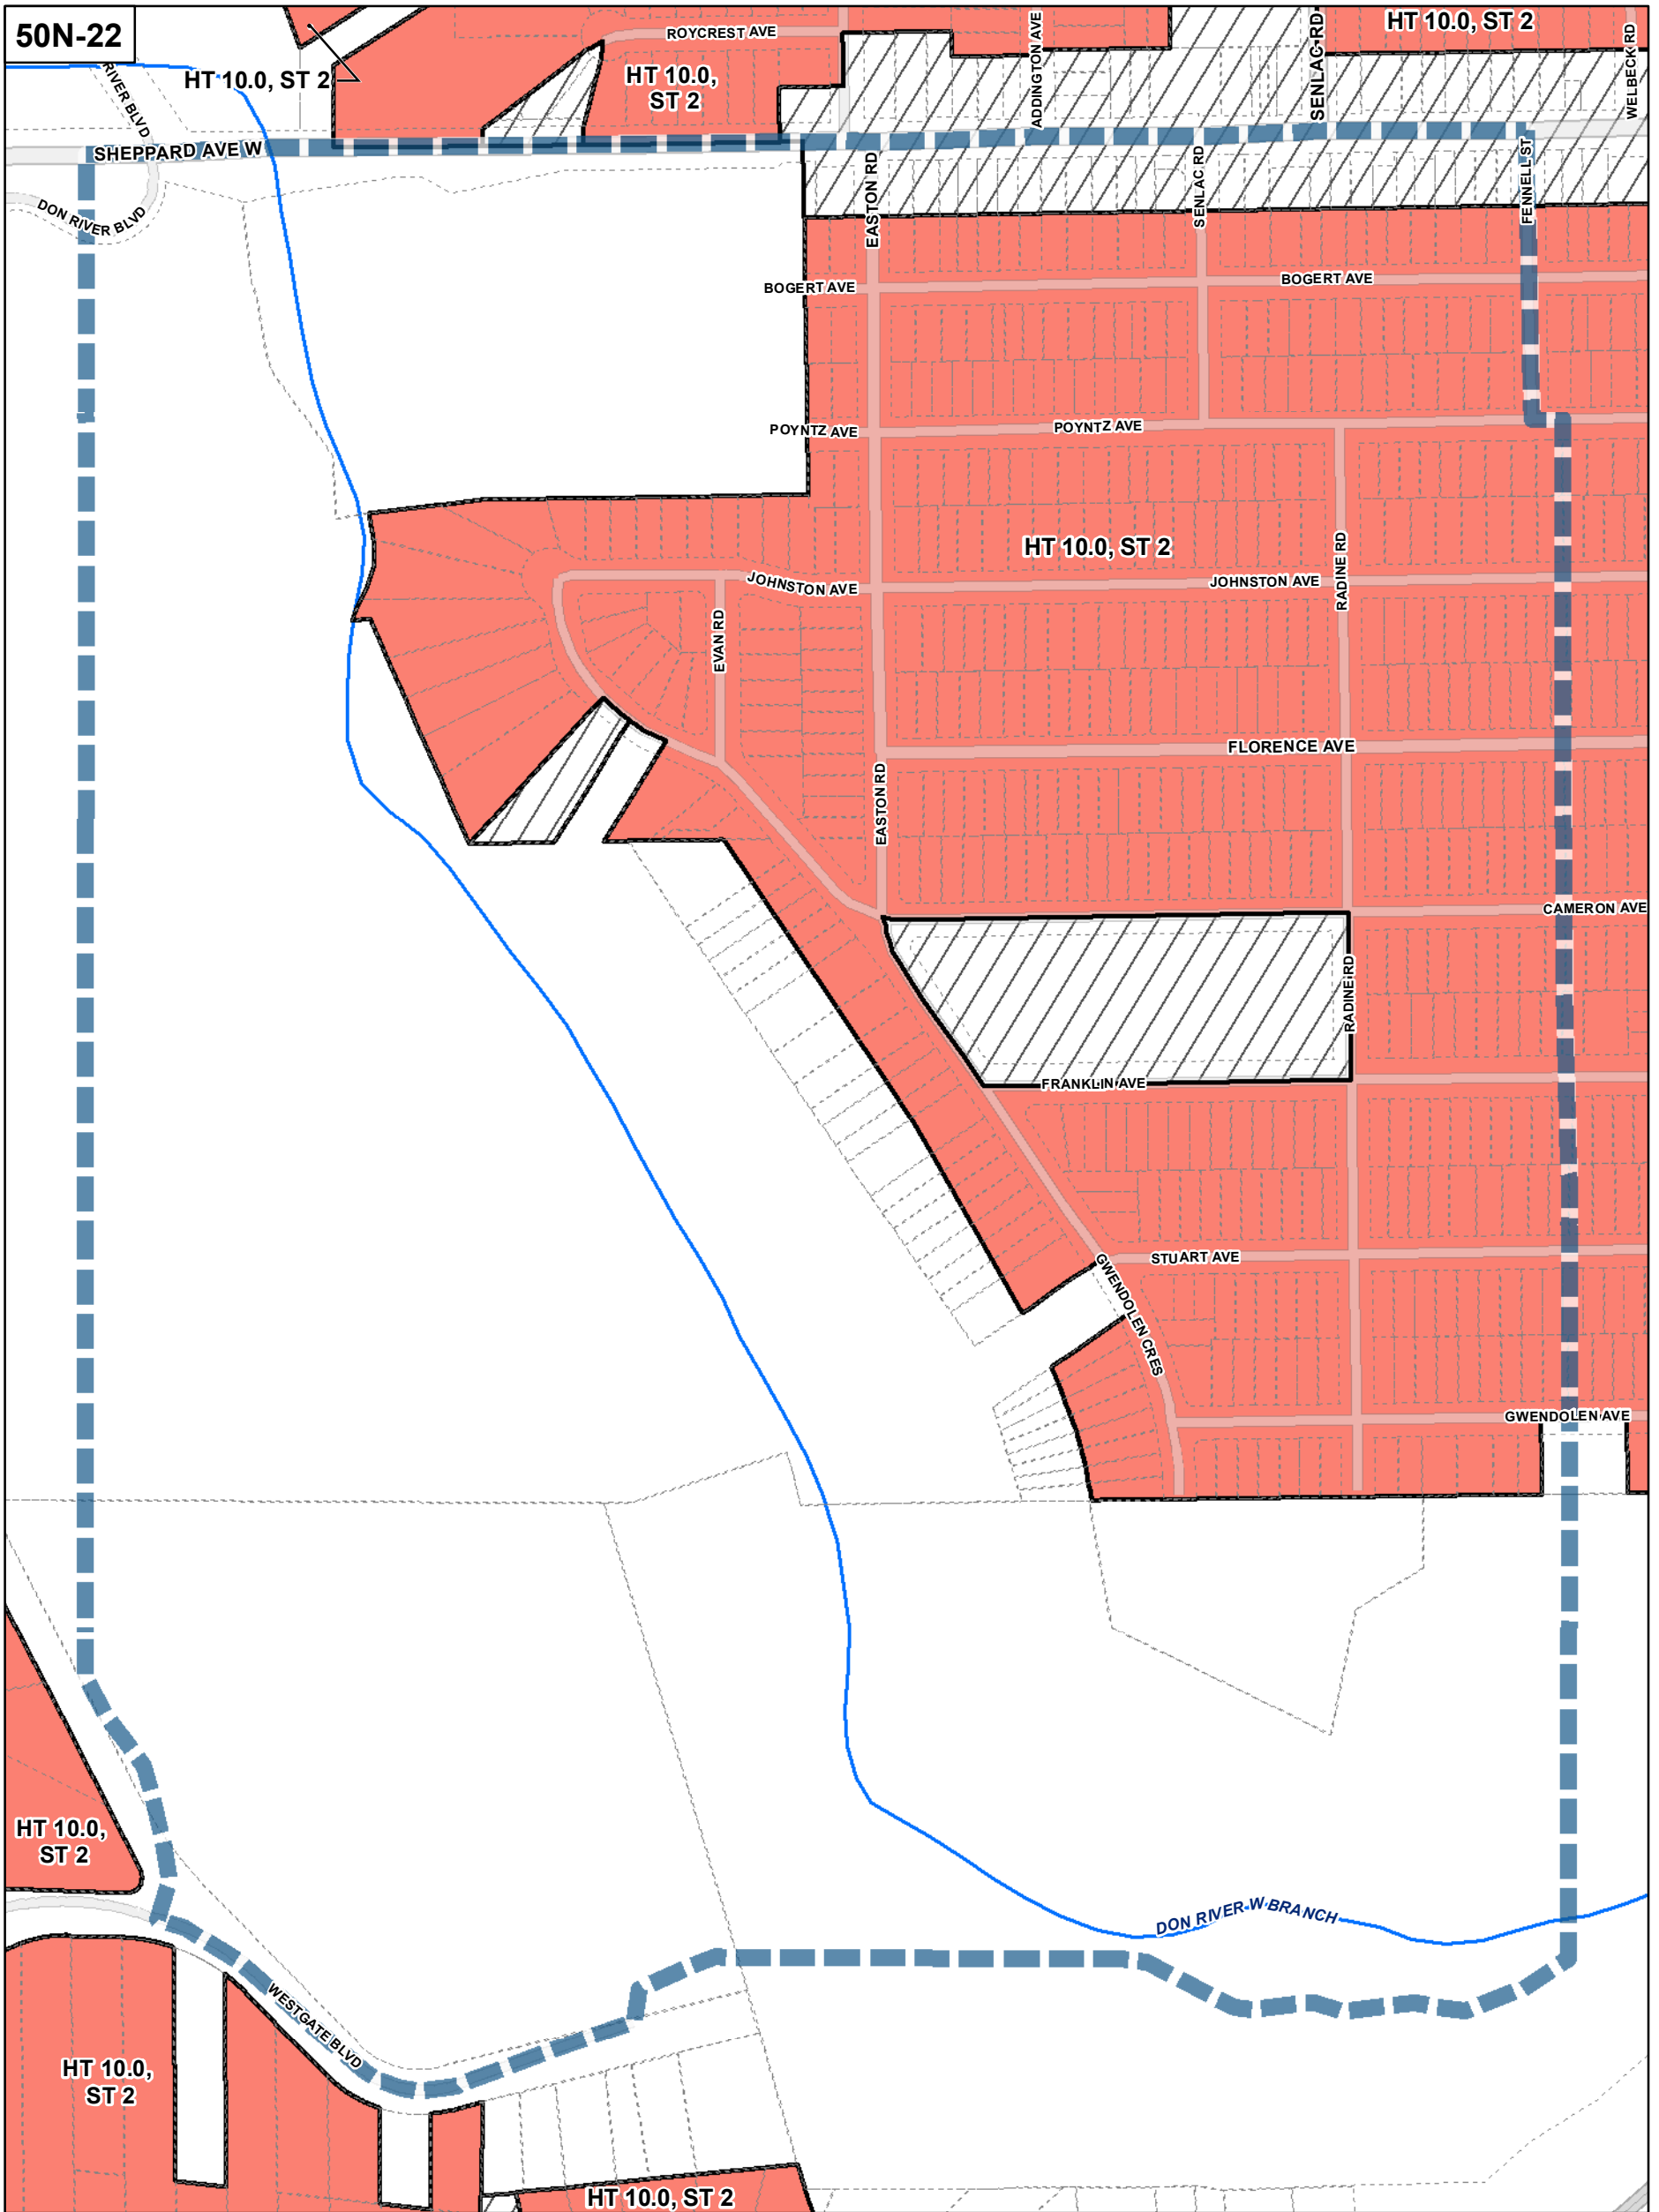 50N-22
ROYCREST AVE
HT 10.0, ST 2
HT 10.0,
ST 2
ADDINGTON AVE
SENLAC RD
HT 10.0, ST 2
WELBECK RD
RIVER BLVD
SHEPPARD AVE W
DON RIVER BLVD
EASTON RD
SENLAC RD
FENNELL ST
BOGERT AVE
BOGERT AVE
POYNTZ AVE
POYNTZ AVE
HT 10.0, ST 2
JOHNSTON AVE
JOHNSTON AVE
RADINE RD
EVAN RD
FLORENCE AVE
EASTON RD
CAMERON AVE
RADINE RD
FRANKLIN AVE
STUART AVE
GWENDOLEN CRES
GWENDOLEN AVE
HT 10.0,
ST 2
DON RIVER W BRANCH
WESTGATE BLVD
HT 10.0,
ST 2
HT 10.0, ST 2